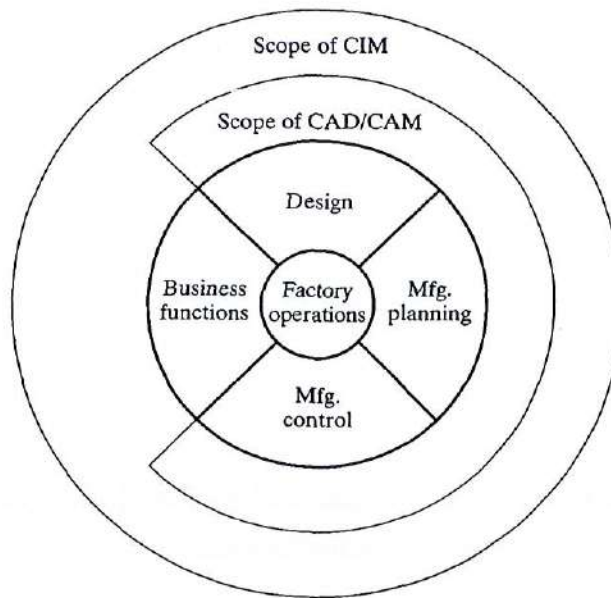 Scope of CIM
Scope of CAD/CAM
Design
Business
functions
Factory
operations
Mfg.
planning
Mfg.
control